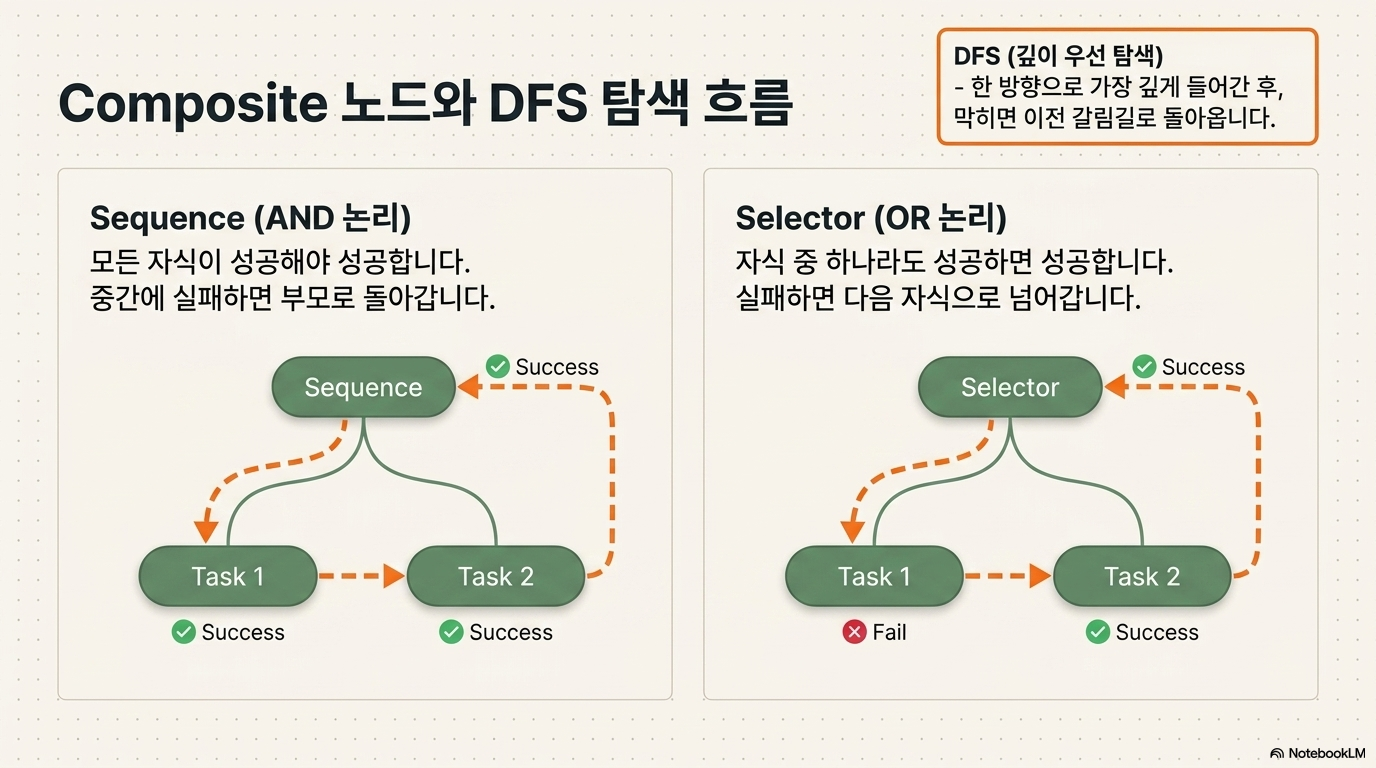 Composite 노드와 DFS 탐색 흐름
DFS (깊이 우선 탐색)
- 한 방향으로 가장 깊게 들어간 후,
막히면 이전 갈림길로 돌아옵니다.
Sequence (AND 논리)
모든 자식이 성공해야 성공합니다.
중간에 실패하면 부모로 돌아갑니다.
Success
Sequence
Task 1
Task 2
Success
Success
Selector (OR 논리)
자식 중 하나라도 성공하면 성공합니다.
실패하면 다음 자식으로 넘어갑니다.
Success
Selector
Task 1
Task 2
Fail
Success
NotebookLM